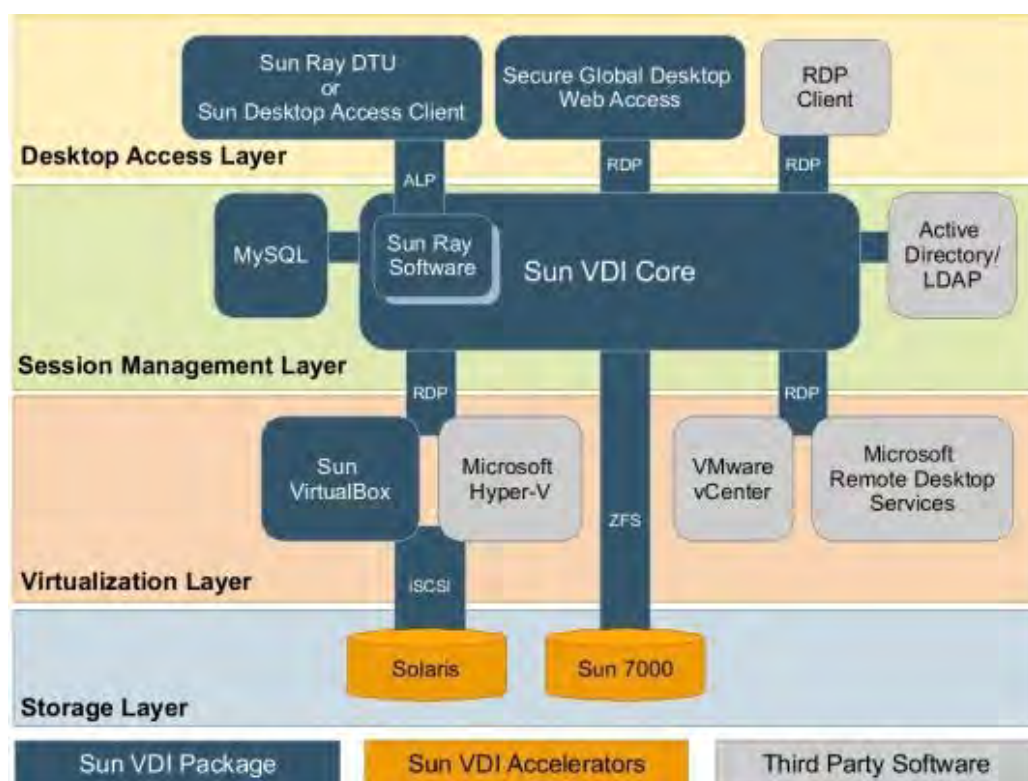 Sun Ray DTU
or
Sun Desktop Access Client
Secure Global Desktop
Web Access
RDP
Client
Desktop Access Layer
ALP
RDP
RDP
MySQL
Sun Ray
Software
Sun VDI Core
Active
Directory/
LDAP
Session Management Layer
RDP
RDP
Sun
VirtualBox
Microsoft
Hyper-V
VMware
vCenter
Microsoft
Remote Desktop
Services
ZFS
Virtualization Layer
iSCSI
Solaris
Sun 7000
Storage Layer
Sun VDI Package
Sun VDI Accelerators
Third Party Software